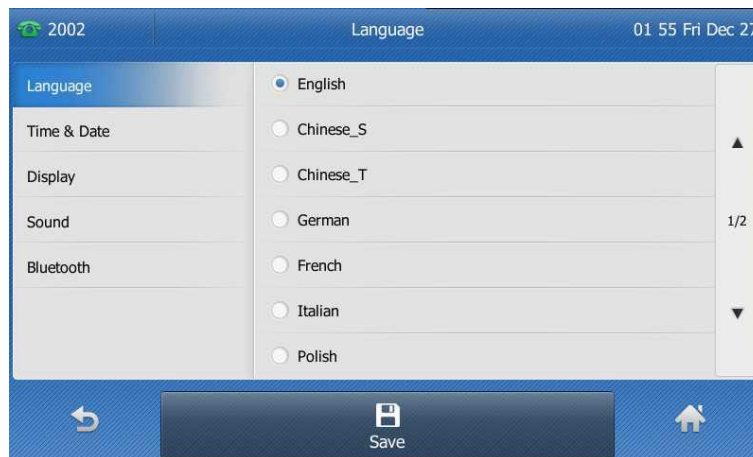 2002
Language
01 55 Fri Dec 27
Language
Time & Date
Display
Sound
Bluetooth
English
Chinese_S
Chinese_T
German
French
Italian
Polish
1/2
Save